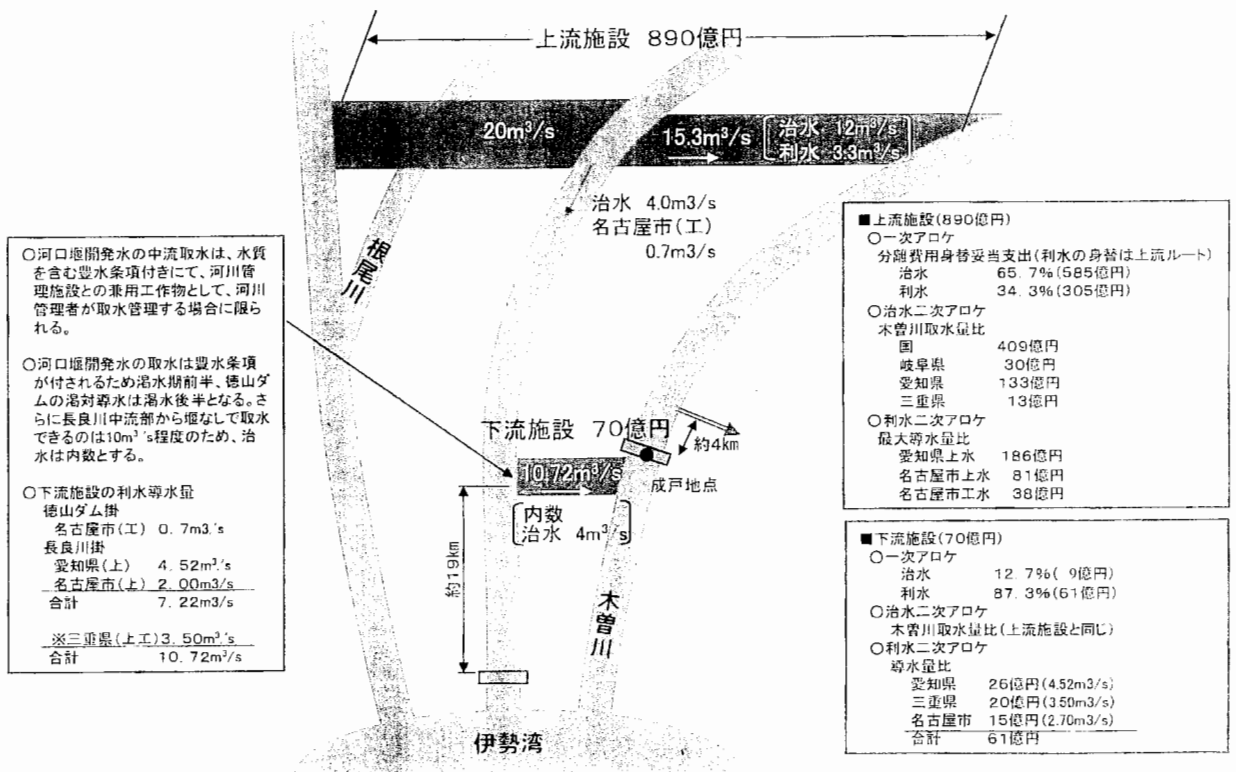 上流施設 890億円
20m³/s
15.3m³/s
治水 12m³/s
利水 3.3m³/s
治水 4.0m3/s
名古屋市(工)
0.7m3/s
根尾川
○河口堰開発水の中流取水は、水質
を含む豊水条項付きにて、河川管
理施設との兼用工作物として、河川
管理者が取水管理する場合に限ら
れる。
○河口堰開発水の取水は豊水条項
が付されるため渇水期前半、徳山ダ
ムの渇対導水は渇水後半となる。さ
らに長良川中流部から堰なしで取水
できるのは10m³/s程度のため、治
水は内数とする。
○下流施設の利水導水量
徳山ダム掛
名古屋市(工) 0.7m3/s
長良川掛
愛知県(上) 4.52m³/s
名古屋市(上) 2.00m3/s
合計 7.22m3/s
※三重県(上工)3.50m³/s
合計 10.72m³/s
下流施設 70億円
10.72m³/s
内数
治水 4m³/s
約4km
成戸地点
約19km
木曽川
伊勢湾
■上流施設(890億円)
○一次アロケ
分離費用身替妥当支出(利水の身替は上流ルート)
治水 65.7%(585億円)
利水 34.3%(305億円)
○治水二次アロケ
木曽川取水量比
国 409億円
岐阜県 30億円
愛知県 133億円
三重県 13億円
○利水二次アロケ
最大導水量比
愛知県上水 186億円
名古屋市上水 81億円
名古屋市工水 38億円
■下流施設(70億円)
○一次アロケ
治水 12.7%( 9億円)
利水 87.3%(61億円)
○治水二次アロケ
木曽川取水量比(上流施設と同じ)
○利水二次アロケ
導水量比
愛知県 26億円(4.52m3/s)
三重県 20億円(3.50m3/s)
名古屋市 15億円(2.70m3/s)
合計 61億円